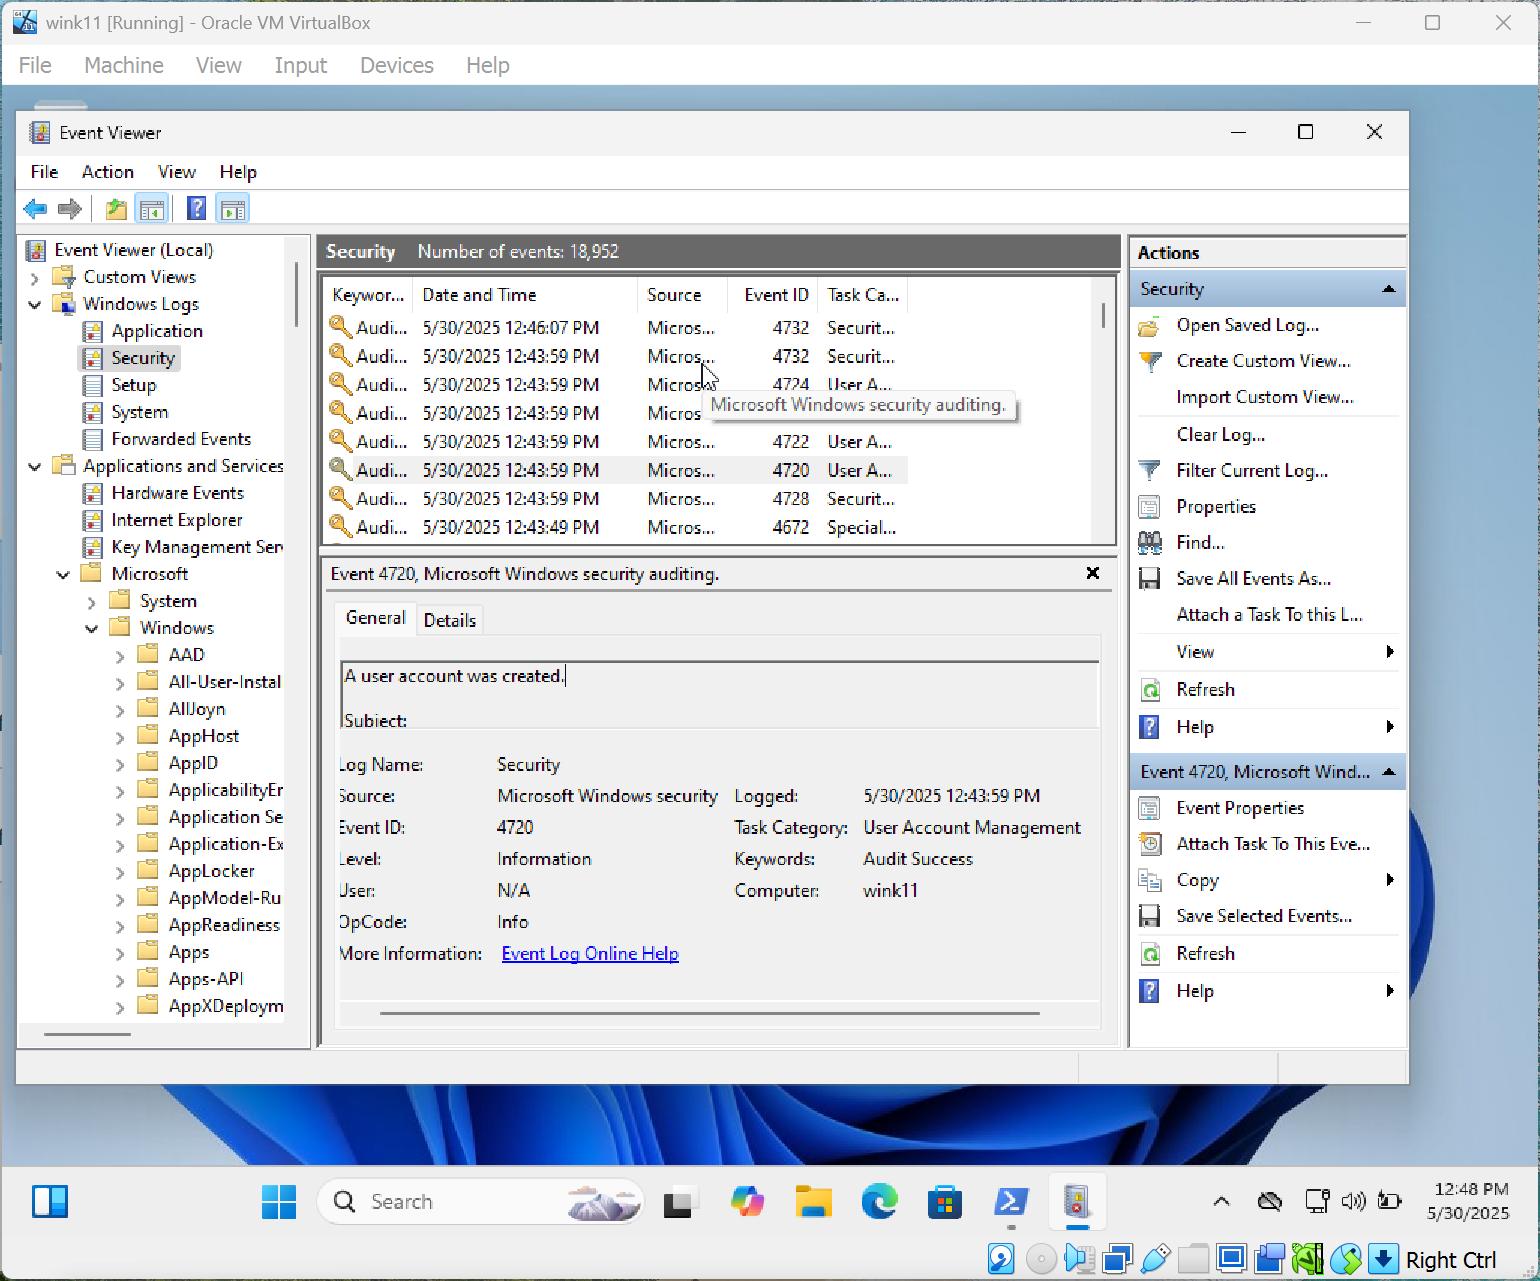 wink11 [Running] - Oracle VM VirtualBox
File Machine View Input Devices Help
Event Viewer
File Action View Help
Event Viewer (Local)
Custom Views
Windows Logs
Application
Security
Setup
System
Forwarded Events
Applications and Services
Hardware Events
Internet Explorer
Key Management Serv
Microsoft
System
Windows
AAD
All-User-Instal
AllJoyn
AppHost
AppID
ApplicabilityEr
Application Se
Application-Ex
AppLocker
AppModel-Ru
AppReadiness
Apps
Apps-API
AppXDeploym
Security Number of events: 18,952
Keywor... Date and Time Source Event ID Task Ca...
Audi... 5/30/2025 12:46:07 PM Micros... 4732 Securit...
Audi... 5/30/2025 12:43:59 PM Micros... 4732 Securit...
Audi... 5/30/2025 12:43:59 PM Micros... 4724 User A...
Audi... 5/30/2025 12:43:59 PM Micros
Microsoft Windows security auditing.
Audi... 5/30/2025 12:43:59 PM Micros... 4722 User A...
Audi... 5/30/2025 12:43:59 PM Micros... 4720 User A...
Audi... 5/30/2025 12:43:59 PM Micros... 4728 Securit...
Audi... 5/30/2025 12:43:49 PM Micros... 4672 Special...
Event 4720, Microsoft Windows security auditing.
General Details
A user account was created.
Subject:
Log Name: Security
Source: Microsoft Windows security Logged: 5/30/2025 12:43:59 PM
Event ID: 4720 Task Category: User Account Management
Level: Information Keywords: Audit Success
User: N/A Computer: wink11
OpCode: Info
More Information: Event Log Online Help
Actions
Security
Open Saved Log...
Create Custom View...
Import Custom View...
Clear Log...
Filter Current Log...
Properties
Find...
Save All Events As...
Attach a Task To this L...
View
Refresh
Help
Event 4720, Microsoft Wind...
Event Properties
Attach Task To This Eve...
Copy
Save Selected Events...
Refresh
Help
Search
12:48 PM
5/30/2025
Right Ctrl